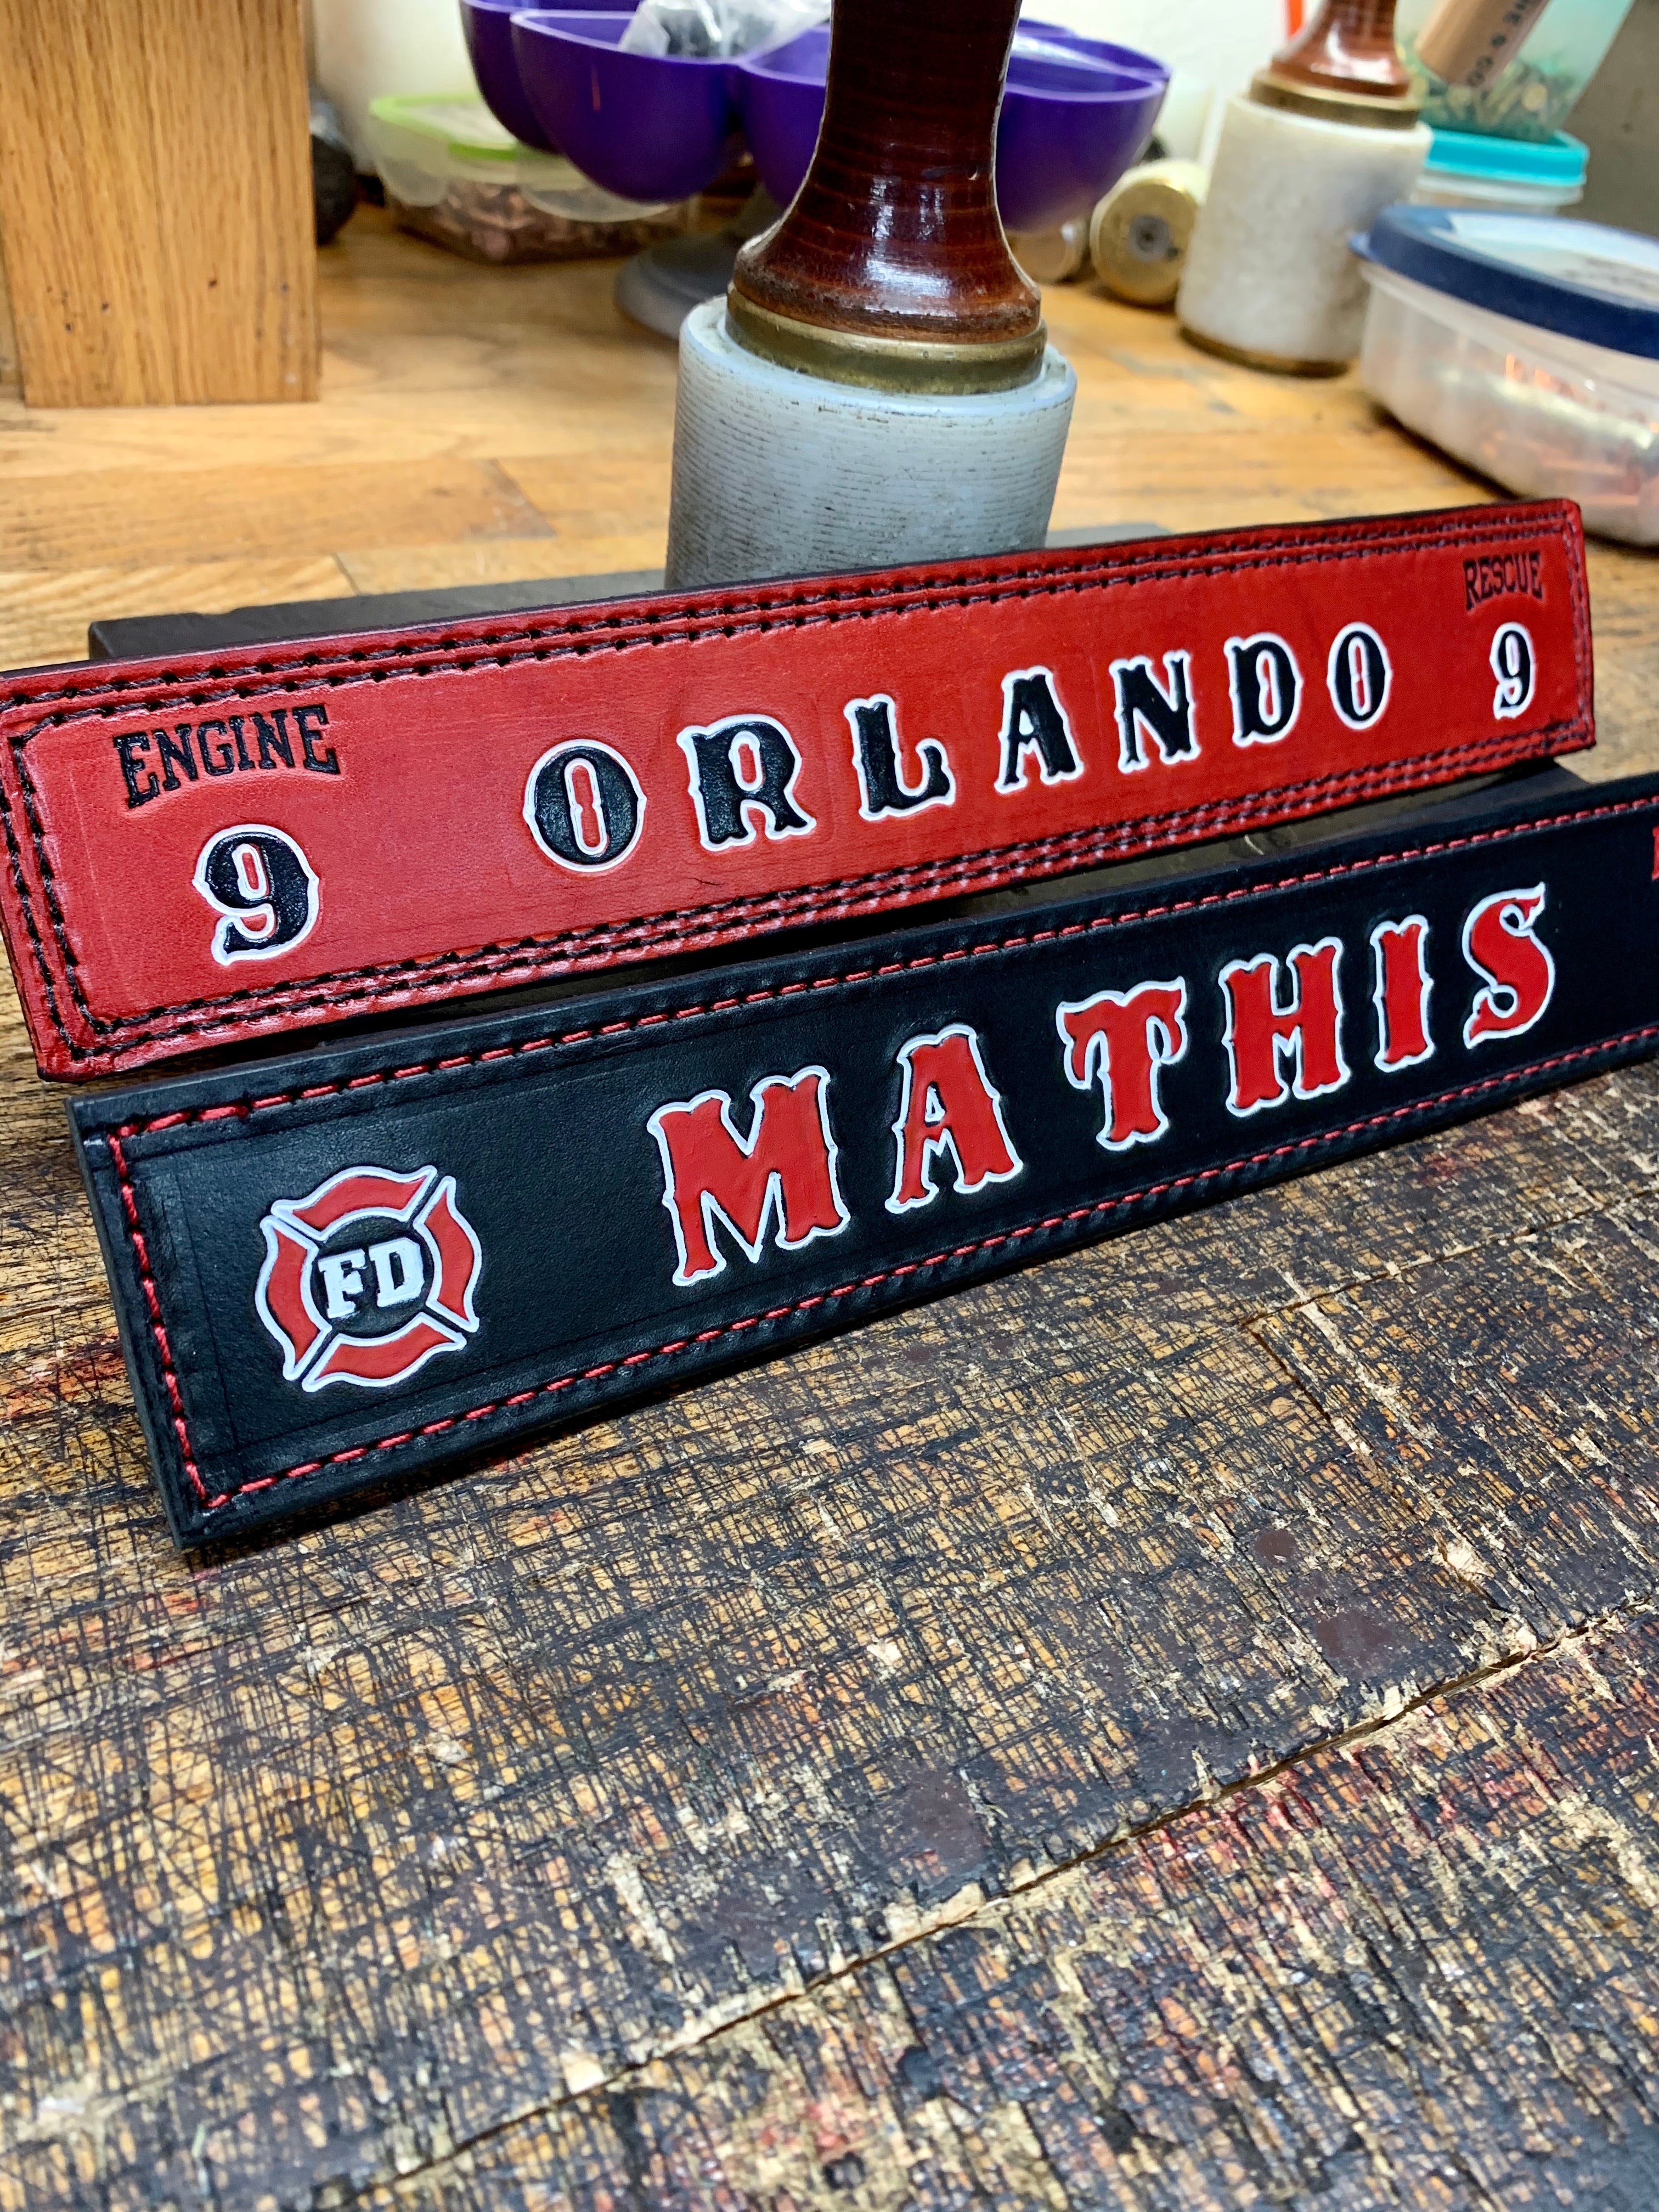 ENGINE
9
ORLANDO
RESCUE
9
FD
MATHIS